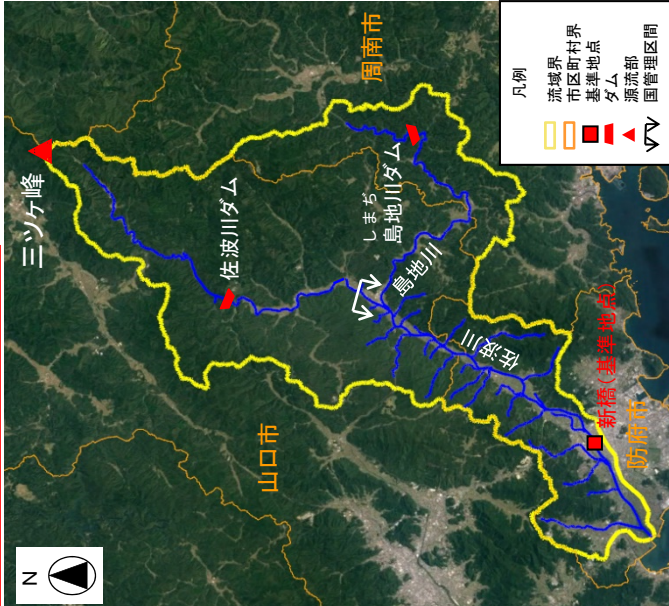 三ツヶ峰
周南市
佐波川ダム
しまぢ
島地川ダム
島地川
佐波川
山口市
新橋(基準地点)
防府市
N
凡例
流域界
市区町村界
基準地点
ダム
源流部
国管理区間